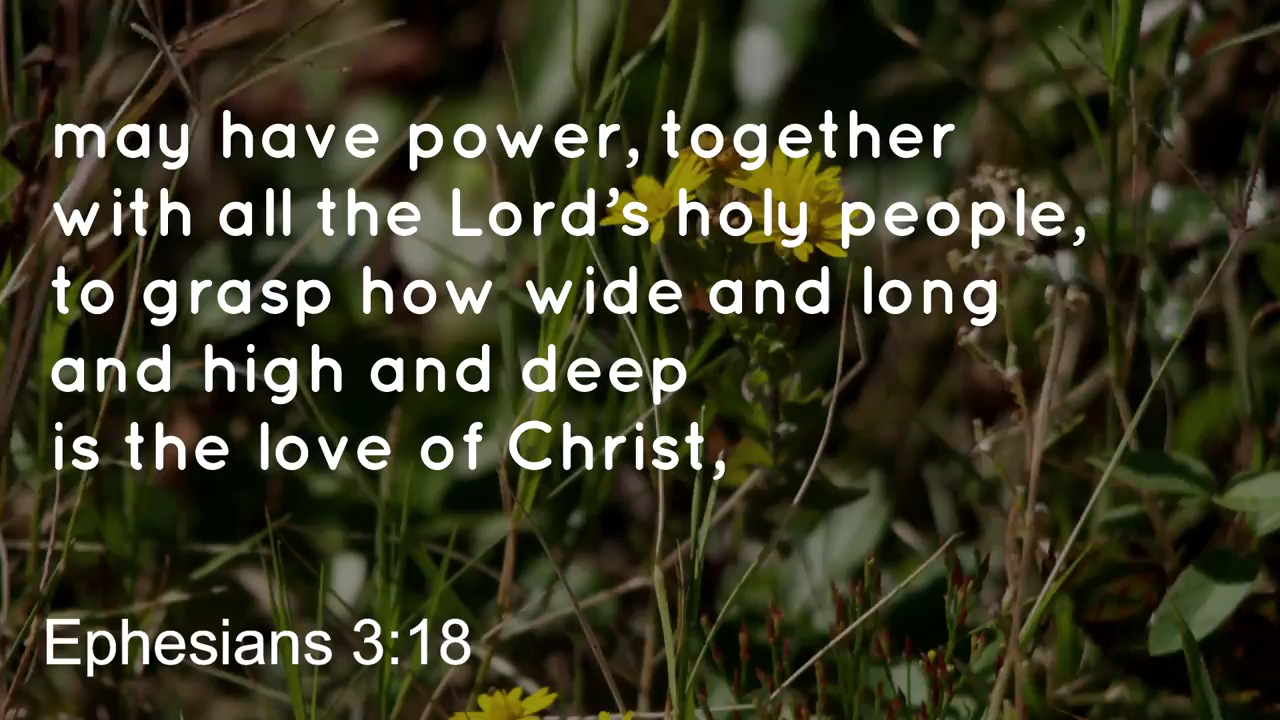 may have power, together
with all the Lord’s holy people,
to grasp how wide and long
and high and deep
is the love of Christ,
Ephesians 3:18